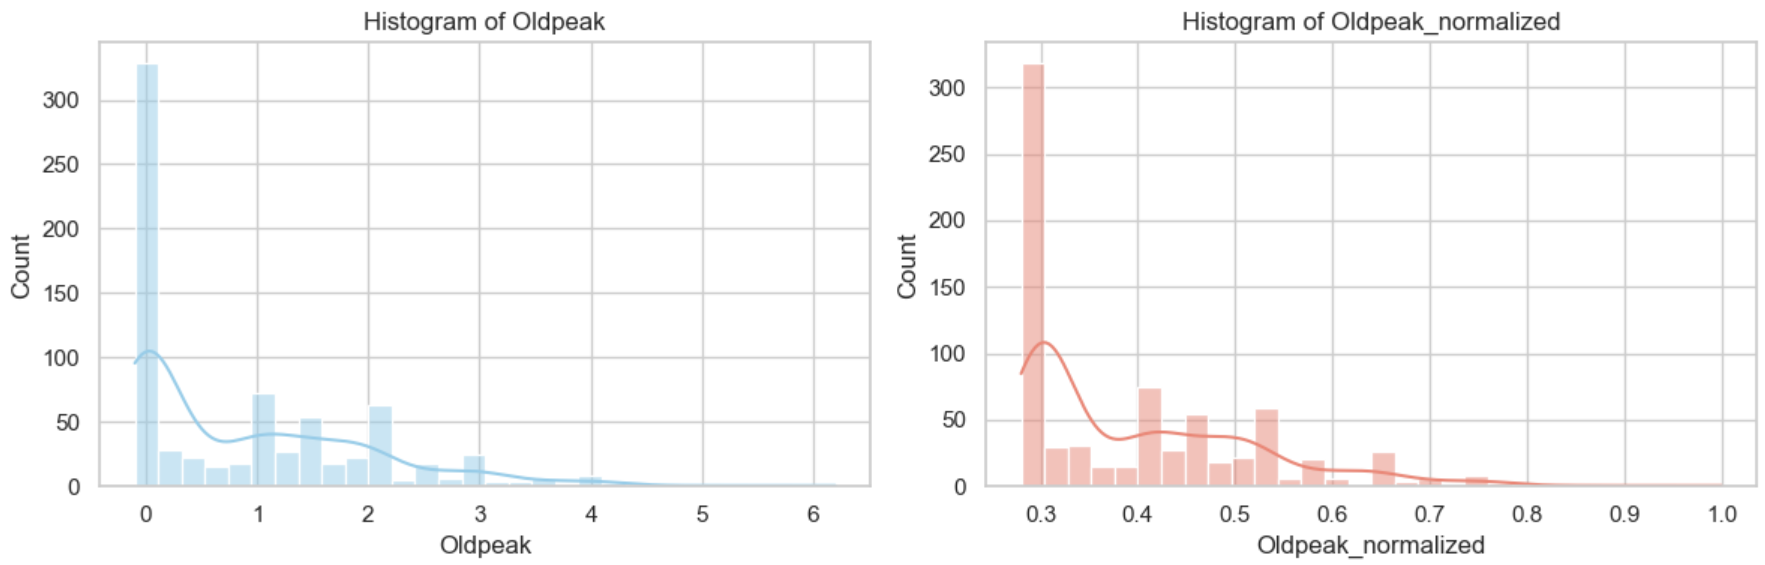 Histogram of Oldpeak
300
250
200
150
100
50
0
Count
0 1 2 3 4 5 6
Oldpeak
Histogram of Oldpeak_normalized
300
250
200
150
100
50
0
Count
0.3 0.4 0.5 0.6 0.7 0.8 0.9 1.0
Oldpeak_normalized